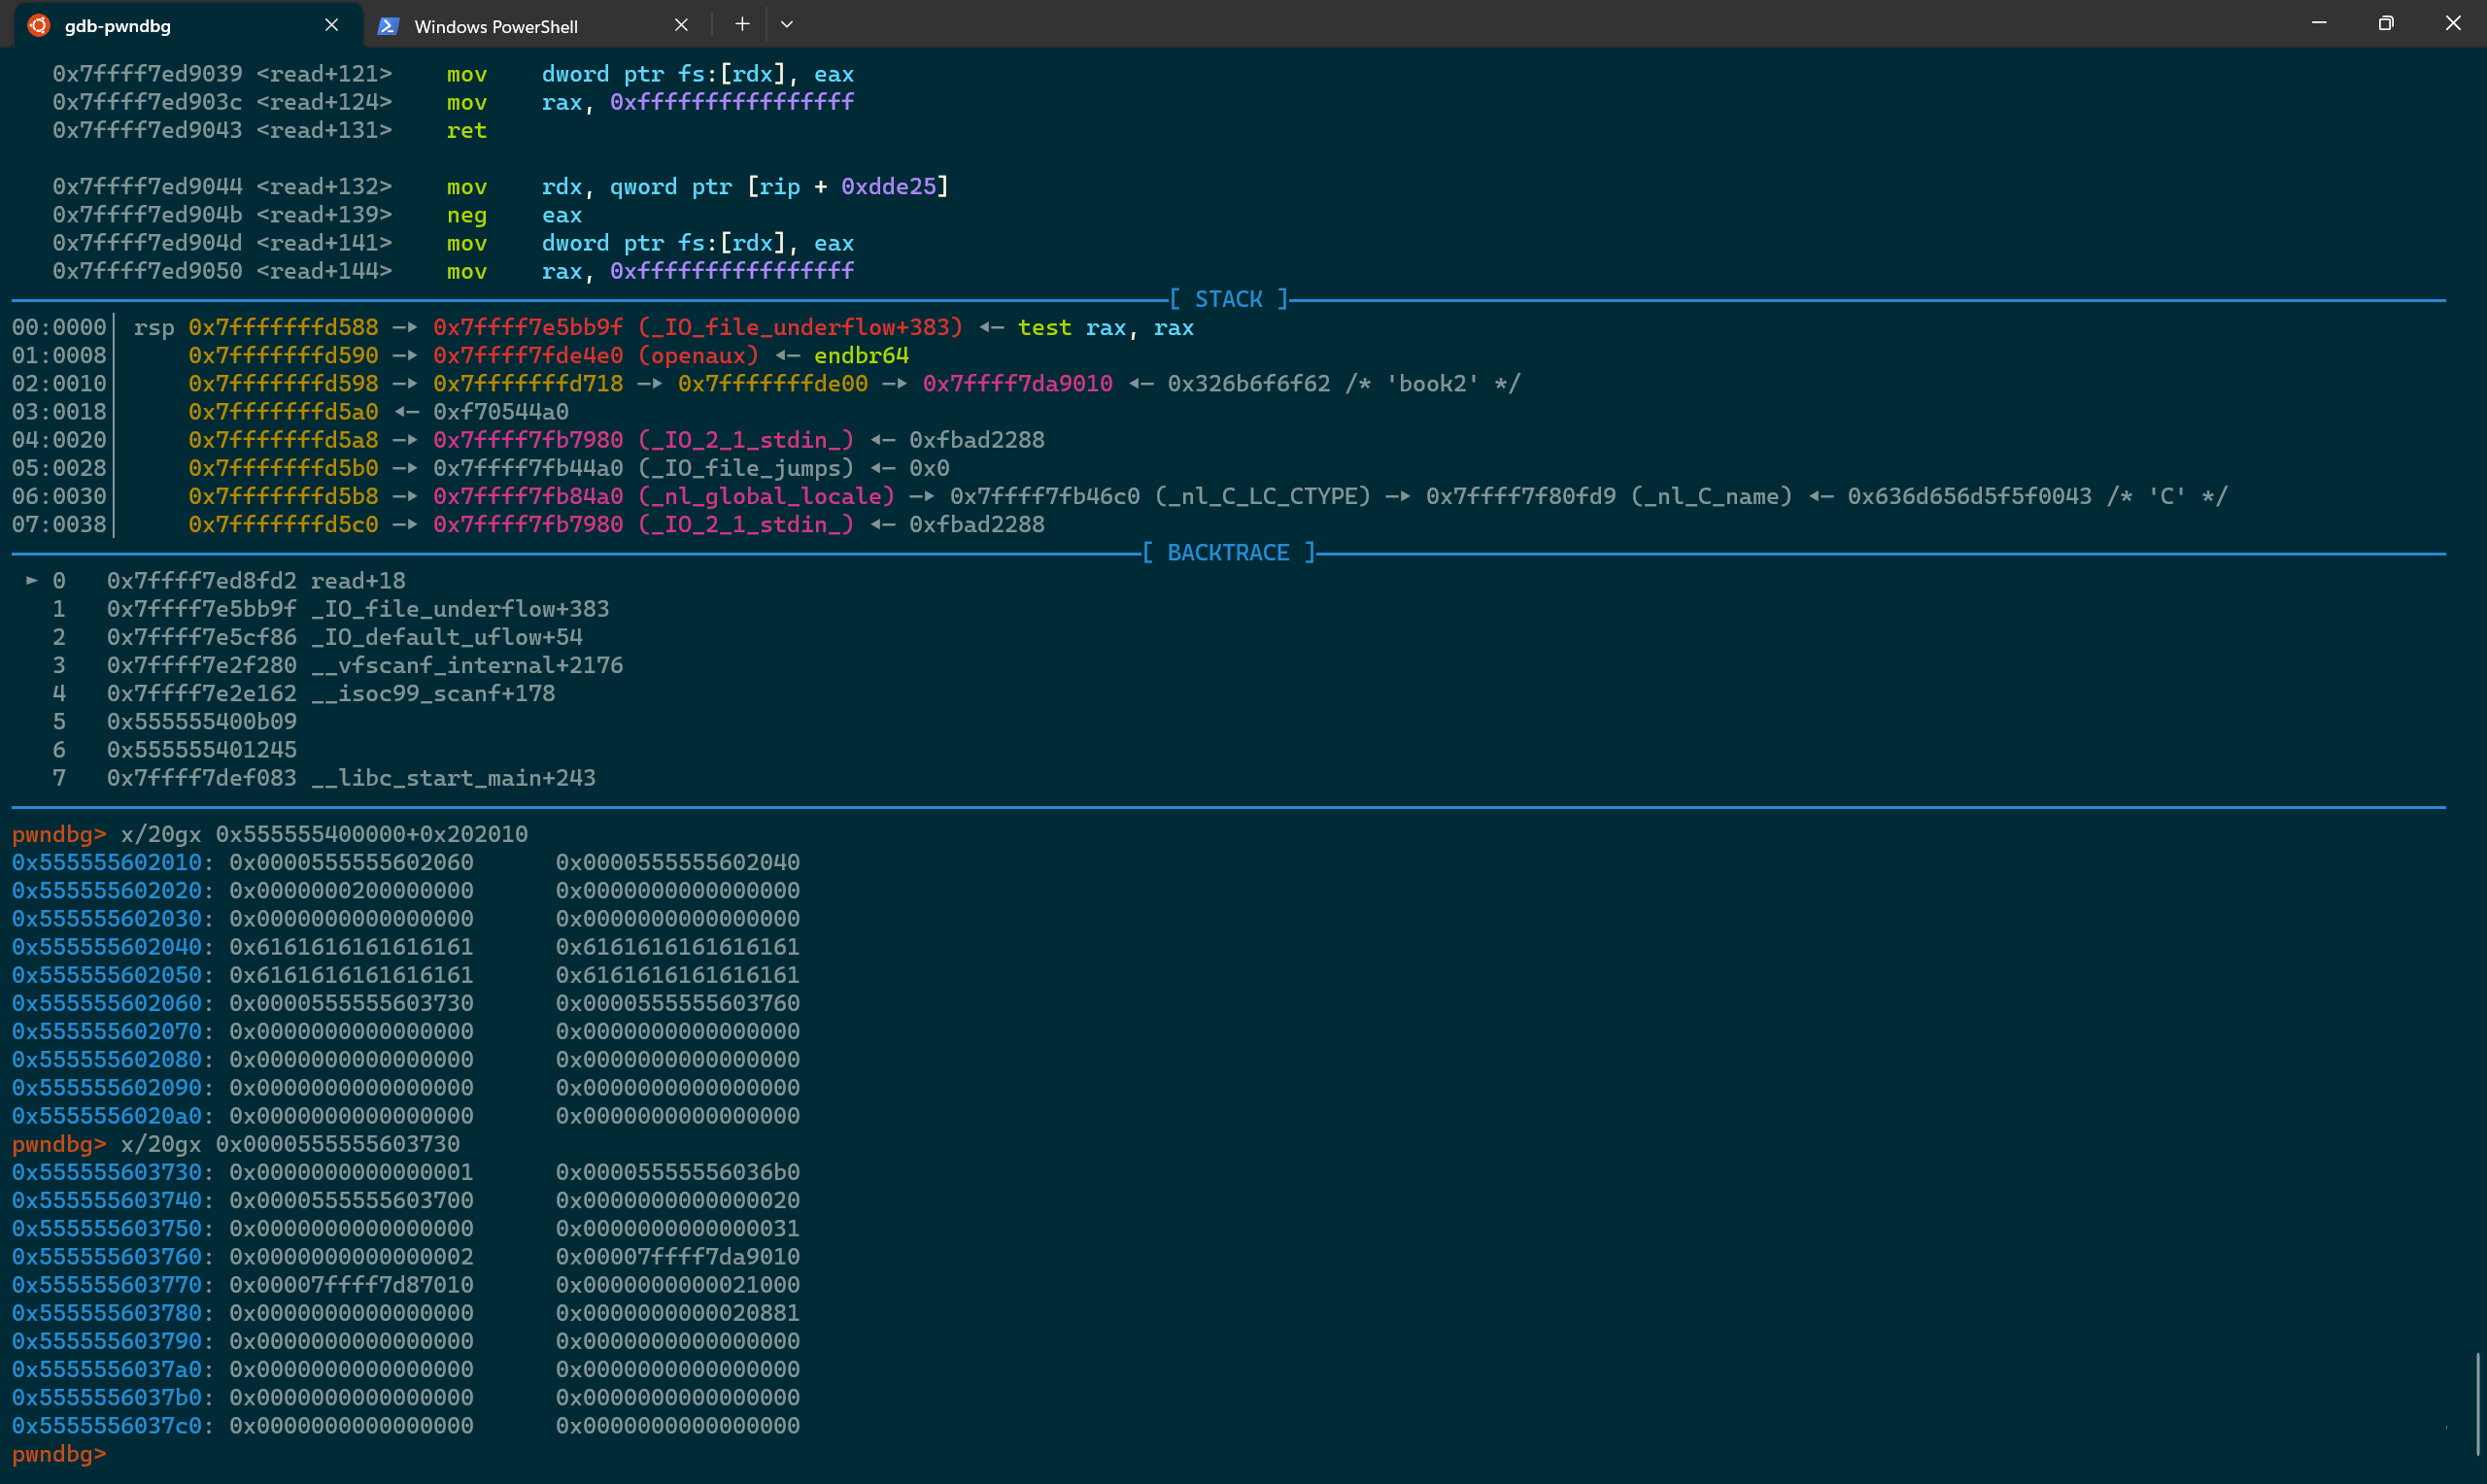 gdb-pwndbg Windows PowerShell
0x7ffff7ed9039 <read+121> mov dword ptr fs:[rdx], eax
0x7ffff7ed903c <read+124> mov rax, 0xffffffffffffffff
0x7ffff7ed9043 <read+131> ret
0x7ffff7ed9044 <read+132> mov rdx, qword ptr [rip + 0xdde25]
0x7ffff7ed904b <read+139> neg eax
0x7ffff7ed904d <read+141> mov dword ptr fs:[rdx], eax
0x7ffff7ed9050 <read+144> mov rax, 0xffffffffffffffff
[ STACK ]
00:0000│ rsp 0x7fffffffd588 —▸ 0x7ffff7e5bb9f (_IO_file_underflow+383) ◂— test rax, rax
01:0008│ 0x7fffffffd590 —▸ 0x7ffff7fde4e0 (openaux) ◂— endbr64
02:0010│ 0x7fffffffd598 —▸ 0x7fffffffd718 —▸ 0x7fffffffde00 —▸ 0x7ffff7da9010 ◂— 0x326b6f6f62 /* 'book2' */
03:0018│ 0x7fffffffd5a0 ◂— 0xf70544a0
04:0020│ 0x7fffffffd5a8 —▸ 0x7ffff7fb7980 (_IO_2_1_stdin_) ◂— 0xfbad2288
05:0028│ 0x7fffffffd5b0 —▸ 0x7ffff7fb44a0 (_IO_file_jumps) ◂— 0x0
06:0030│ 0x7fffffffd5b8 —▸ 0x7ffff7fb84a0 (_nl_global_locale) —▸ 0x7ffff7fb46c0 (_nl_C_LC_CTYPE) —▸ 0x7ffff7f80fd9 (_nl_C_name) ◂— 0x636d656d5f5f0043 /* 'C' */
07:0038│ 0x7fffffffd5c0 —▸ 0x7ffff7fb7980 (_IO_2_1_stdin_) ◂— 0xfbad2288
[ BACKTRACE ]
► 0 0x7ffff7ed8fd2 read+18
1 0x7ffff7e5bb9f _IO_file_underflow+383
2 0x7ffff7e5cf86 _IO_default_uflow+54
3 0x7ffff7e2f280 __vfscanf_internal+2176
4 0x7ffff7e2e162 __isoc99_scanf+178
5 0x555555400b09
6 0x555555401245
7 0x7ffff7def083 __libc_start_main+243
pwndbg> x/20gx 0x555555400000+0x202010
0x555555602010: 0x0000555555602060 0x0000555555602040
0x555555602020: 0x0000000200000000 0x0000000000000000
0x555555602030: 0x0000000000000000 0x0000000000000000
0x555555602040: 0x6161616161616161 0x6161616161616161
0x555555602050: 0x6161616161616161 0x6161616161616161
0x555555602060: 0x0000555555603730 0x0000555555603760
0x555555602070: 0x0000000000000000 0x0000000000000000
0x555555602080: 0x0000000000000000 0x0000000000000000
0x555555602090: 0x0000000000000000 0x0000000000000000
0x5555556020a0: 0x0000000000000000 0x0000000000000000
pwndbg> x/20gx 0x0000555555603730
0x555555603730: 0x0000000000000001 0x00005555556036b0
0x555555603740: 0x0000555555603700 0x0000000000000020
0x555555603750: 0x0000000000000000 0x0000000000000031
0x555555603760: 0x0000000000000002 0x00007ffff7da9010
0x555555603770: 0x00007ffff7d87010 0x0000000000021000
0x555555603780: 0x0000000000000000 0x0000000000020881
0x555555603790: 0x0000000000000000 0x0000000000000000
0x5555556037a0: 0x0000000000000000 0x0000000000000000
0x5555556037b0: 0x0000000000000000 0x0000000000000000
0x5555556037c0: 0x0000000000000000 0x0000000000000000
pwndbg>